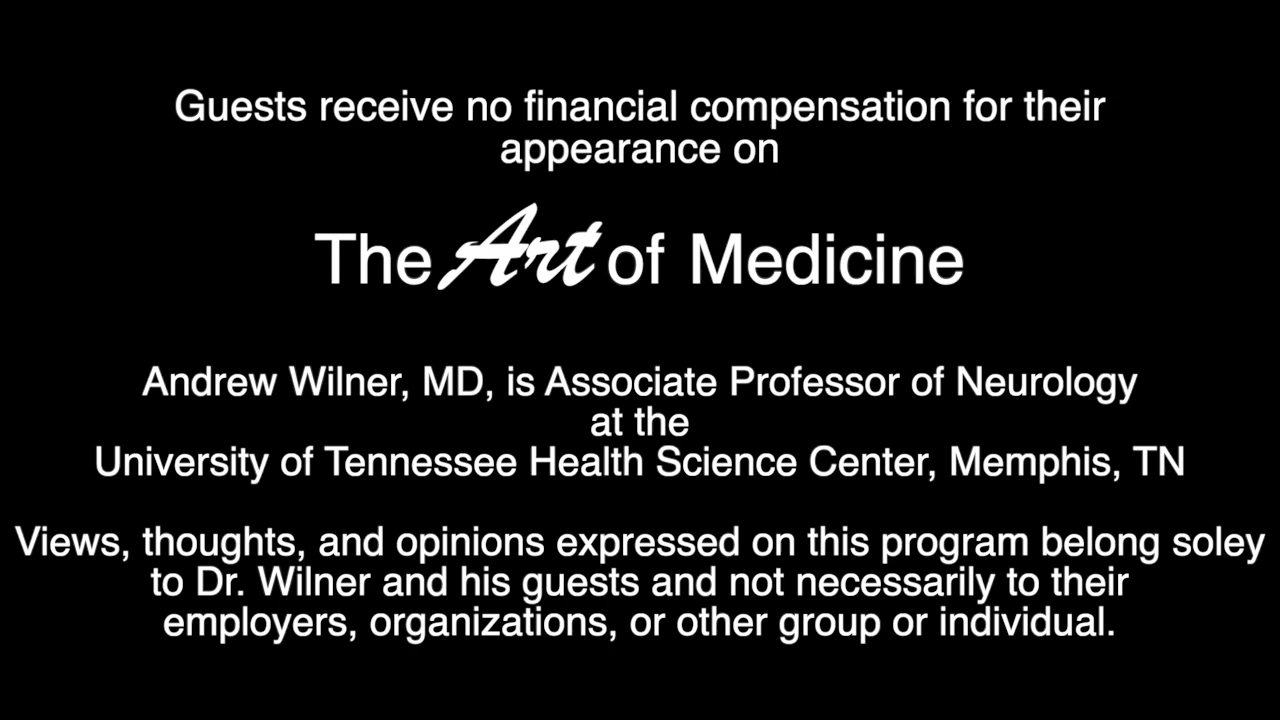 Guests receive no financial compensation for their
appearance on
The Art of Medicine
Andrew Wilner, MD, is Associate Professor of Neurology
at the
University of Tennessee Health Science Center, Memphis, TN
Views, thoughts, and opinions expressed on this program belong soley
to Dr. Wilner and his guests and not necessarily to their
employers, organizations, or other group or individual.